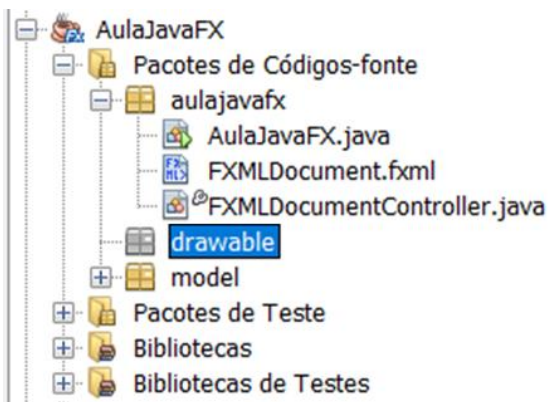 AulaJavaFX
Pacotes de Códigos-fonte
aulajavafx
AulaJavaFX.java
FXMLDocument.fxml
FXMLDocumentController.java
drawable
model
Pacotes de Teste
Bibliotecas
Bibliotecas de Testes